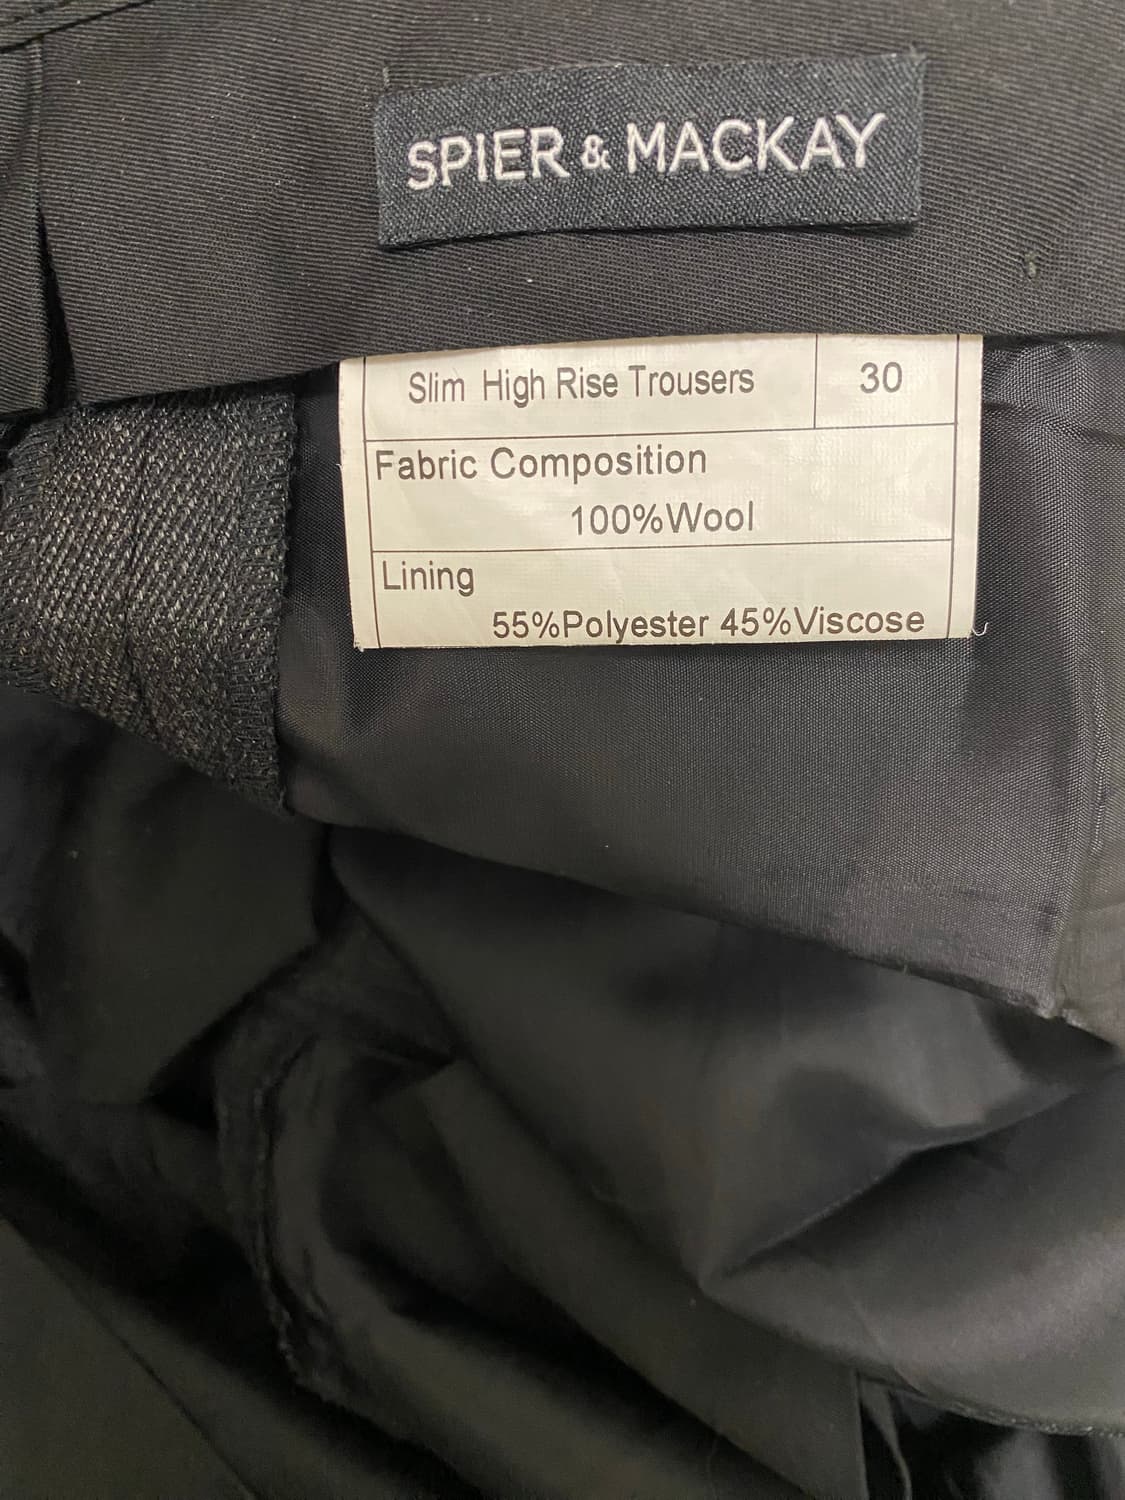 SPIER & MACKAY
Slim High Rise Trousers 30
Fabric Composition
100%Wool
Lining
55%Polyester 45%Viscose